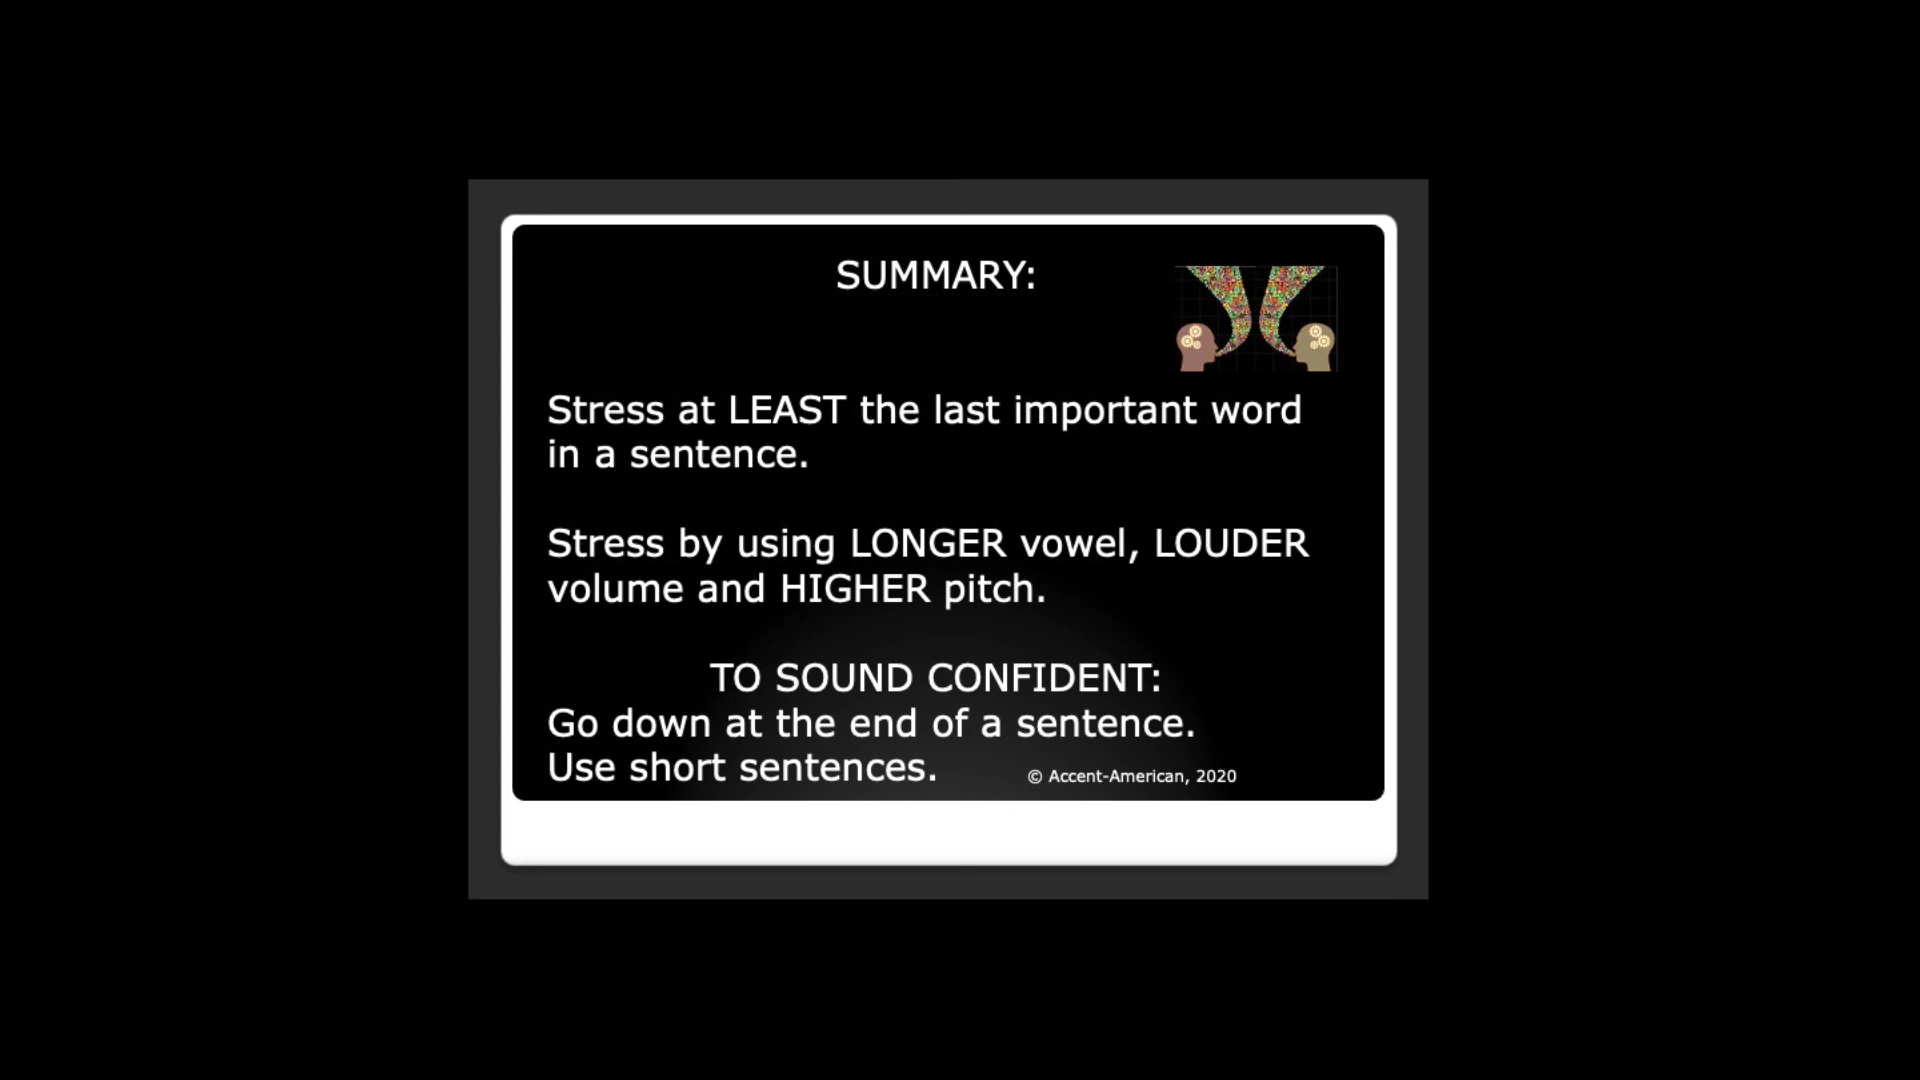 SUMMARY:
Stress at LEAST the last important word
in a sentence.
Stress by using LONGER vowel, LOUDER
volume and HIGHER pitch.
TO SOUND CONFIDENT:
Go down at the end of a sentence.
Use short sentences.
© Accent-American, 2020